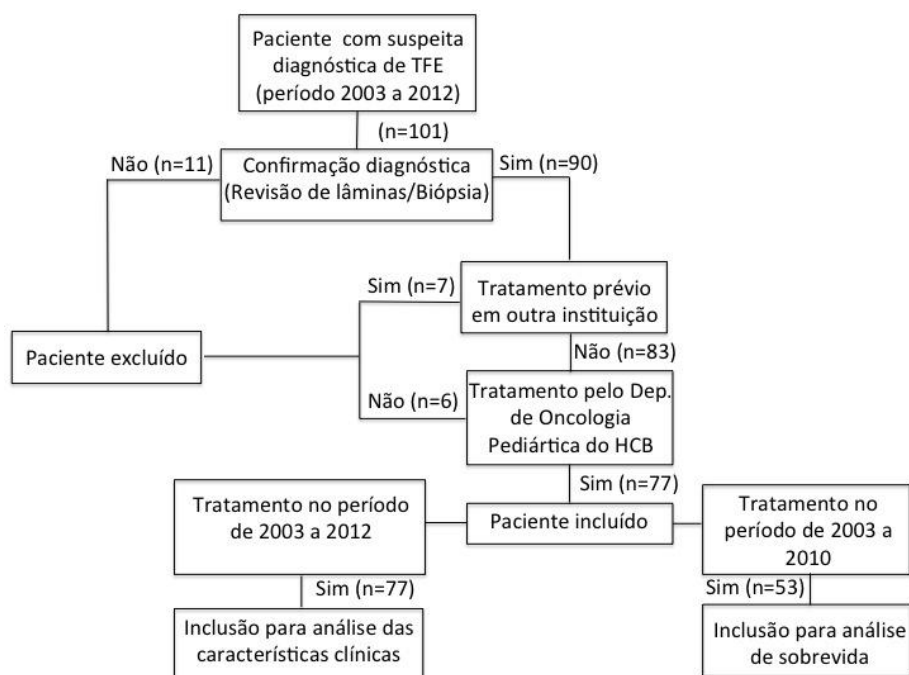 Paciente com suspeita
diagnóstica de TFE
(período 2003 a 2012)
(n=101)
Não (n=11)
Confirmação diagnóstica
(Revisão de lâminas/Biópsia)
Sim (n=90)
Sim (n=7)
Tratamento prévio
em outra instituição
Paciente excluído
Não (n=83)
Não (n=6)
Tratamento pelo Dep.
de Oncologia
Pediártica do HCB
Sim (n=77)
Tratamento no período
de 2003 a 2012
Paciente incluído
Tratamento no
período de 2003 a
2010
Sim (n=77)
Sim (n=53)
Inclusão para análise das
características clínicas
Inclusão para análise
de sobrevida